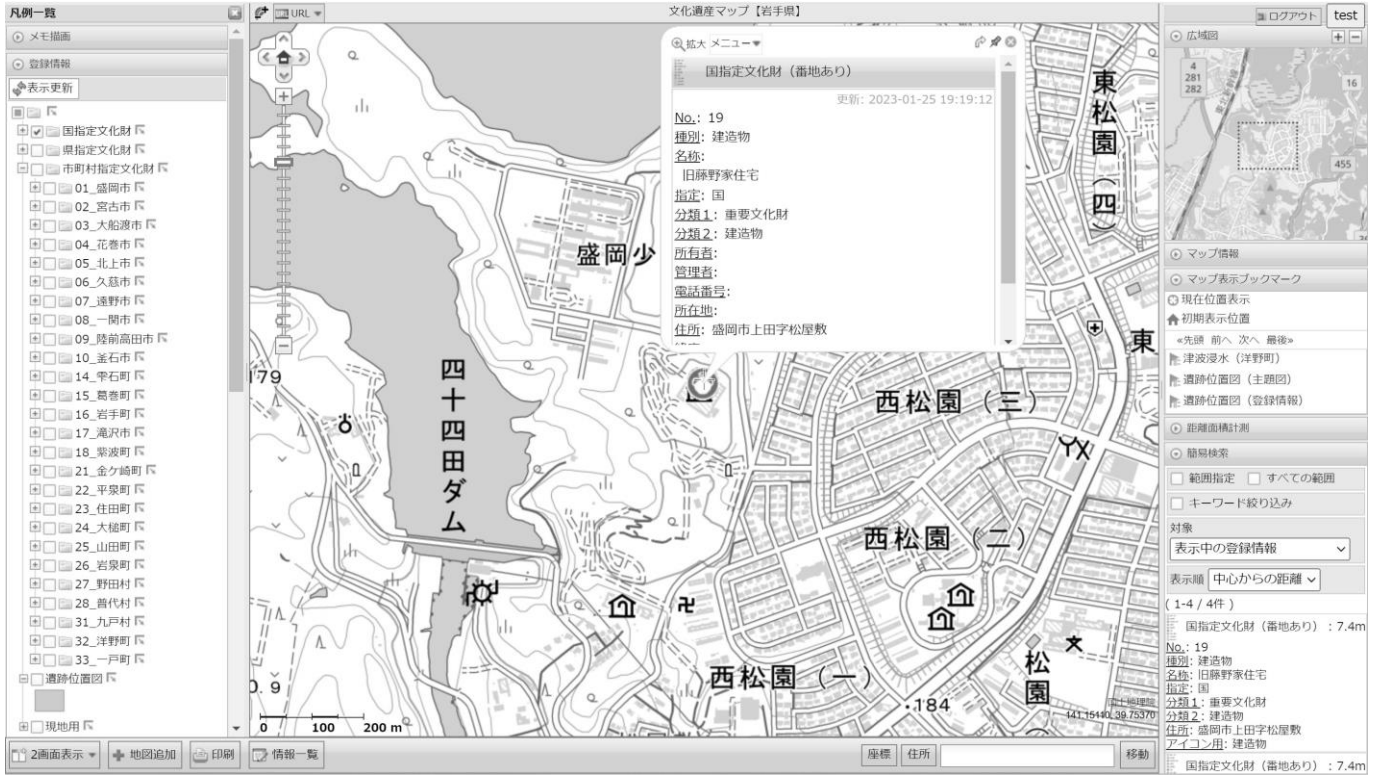 凡例一覧
メモ描画
登録情報
表示更新
国指定文化財
県指定文化財
市町村指定文化財
01_盛岡市
02_宮古市
03_大船渡市
04_花巻市
05_北上市
06_久慈市
07_遠野市
08_一関市
09_陸前高田市
10_釜石市
14_雫石町
15_葛巻町
16_岩手町
17_滝沢市
18_紫波町
21_金ケ崎町
22_平泉町
23_住田町
24_大槌町
25_山田町
26_岩泉町
27_野田村
28_普代村
31_九戸村
32_洋野町
33_一戸町
遺跡位置図
現地用
2画面表示
地図追加
印刷
URL
文化遺産マップ【岩手県】
拡大 メニュー
国指定文化財（番地あり）
更新: 2023-01-25 19:19:12
No.: 19
種別: 建造物
名称:
旧藤野家住宅
指定: 国
分類１: 重要文化財
分類２: 建造物
所有者:
管理者:
電話番号:
所在地:
住所: 盛岡市上田字松屋敷
盛岡少
東松園（四）
東
179
四十四田ダム
西松園（三）
西松園（二）
西松園（一）
松園
184
0.9
0 100 200 m
国土地理院
141.15110, 39.75370
情報一覧
座標 住所 移動
ログアウト test
広域図
4
281
282
16
455
マップ情報
マップ表示ブックマーク
現在位置表示
初期表示位置
«先頭 前へ 次へ 最後»
津波浸水（洋野町）
遺跡位置図（主題図）
遺跡位置図（登録情報）
距離面積計測
簡易検索
範囲指定 すべての範囲
キーワード絞り込み
対象
表示中の登録情報
表示順 中心からの距離
( 1-4 / 4件 )
国指定文化財（番地あり）: 7.4m
No.: 19
種別: 建造物
名称: 旧藤野家住宅
指定: 国
分類１: 重要文化財
分類２: 建造物
住所: 盛岡市上田字松屋敷
アイコン用: 建造物
国指定文化財（番地あり）: 7.4m